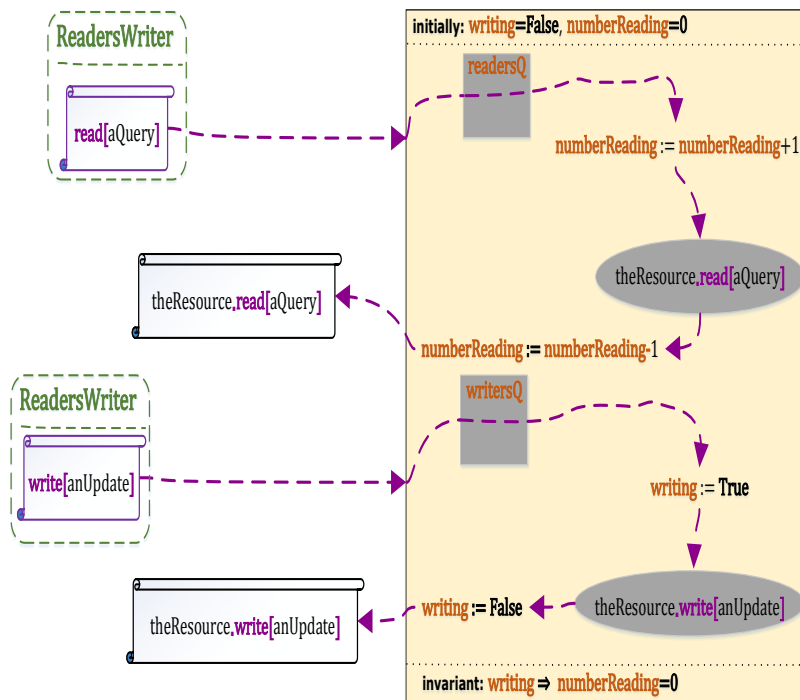 initially: writing=False, numberReading=0
ReadersWriter
readersQ
read[aQuery]
numberReading := numberReading+1
theResource.read[aQuery]
theResource.read[aQuery]
numberReading := numberReading-1
ReadersWriter
writersQ
write[anUpdate]
writing := True
theResource.write[anUpdate]
writing := False
theResource.write[anUpdate]
invariant: writing ⇒ numberReading=0